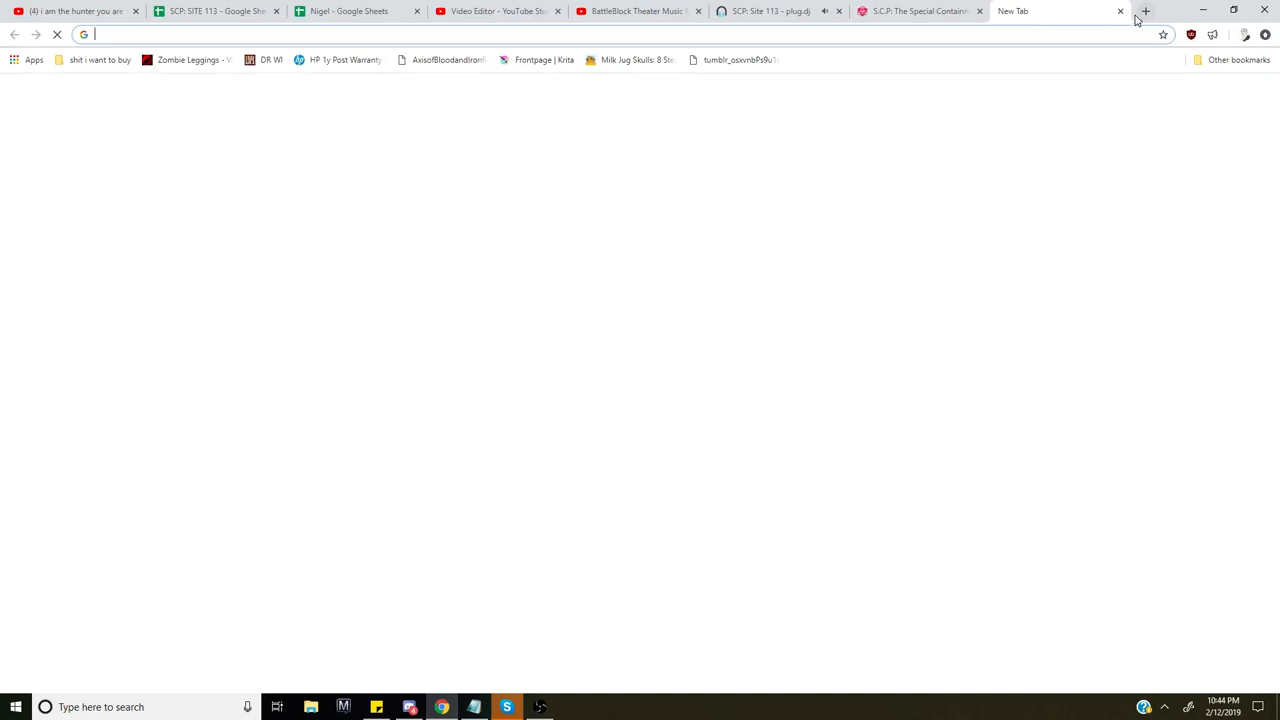 (4) i am the hunter you are
SCP: SITE 113 - Google She
Nigel - Google Sheets
Video Editor - YouTube Stu
BattleBlock Theater Music
SCP: Site 113 - plug.dj
S.C.P: The Special Containe
New Tab
Apps
shit i want to buy
Zombie Leggings -
DR WI
HP 1y Post Warranty
AxisofBloodandIronf
Frontpage | Krita
Milk Jug Skulls: 8 Ste
tumblr_osxvnbPs9u1
Other bookmarks
Type here to search
10:44 PM
2/12/2019